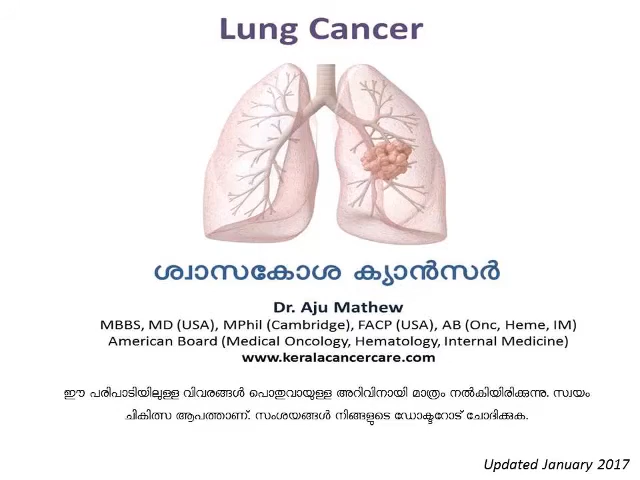 Lung Cancer
ശ്വാസകോശ ക്യാൻസർ
Dr. Aju Mathew
MBBS, MD (USA), MPhil (Cambridge), FACP (USA), AB (Onc, Heme, IM)
American Board (Medical Oncology, Hematology, Internal Medicine)
www.keralacancercare.com
ഈ പരിപാടിയിലുള്ള വിവരങ്ങൾ പൊതുവായുള്ള അറിവിനായി മാത്രം നൽകിയിരിക്കുന്നു. സ്വയം
ചികിത്സ ആപത്താണ്. സംശയങ്ങൾ നിങ്ങളുടെ ഡോക്ടറോട് ചോദിക്കുക.
Updated January 2017